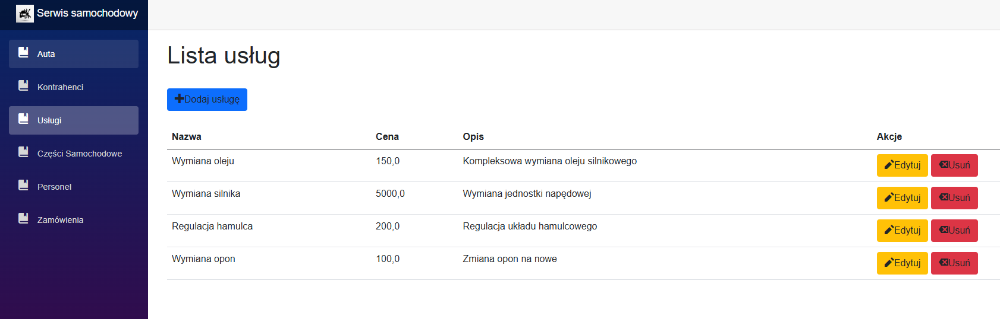 Serwis samochodowy
Auta
Kontrahenci
Usługi
Części Samochodowe
Personel
Zamówienia
Lista usług
Dodaj usługę
Nazwa Cena Opis Akcje
Wymiana oleju 150,0 Kompleksowa wymiana oleju silnikowego Edytuj Usuń
Wymiana silnika 5000,0 Wymiana jednostki napędowej Edytuj Usuń
Regulacja hamulca 200,0 Regulacja układu hamulcowego Edytuj Usuń
Wymiana opon 100,0 Zmiana opon na nowe Edytuj Usuń